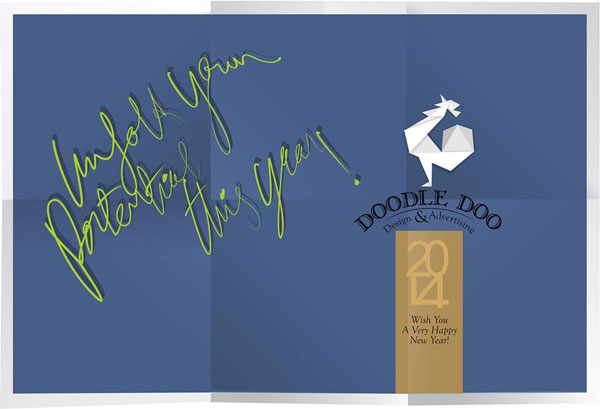 Unfold Your
Potential
this year!
DOODLE DOO
Design & Advertising
2014
Wish You
A Very Happy
New Year!